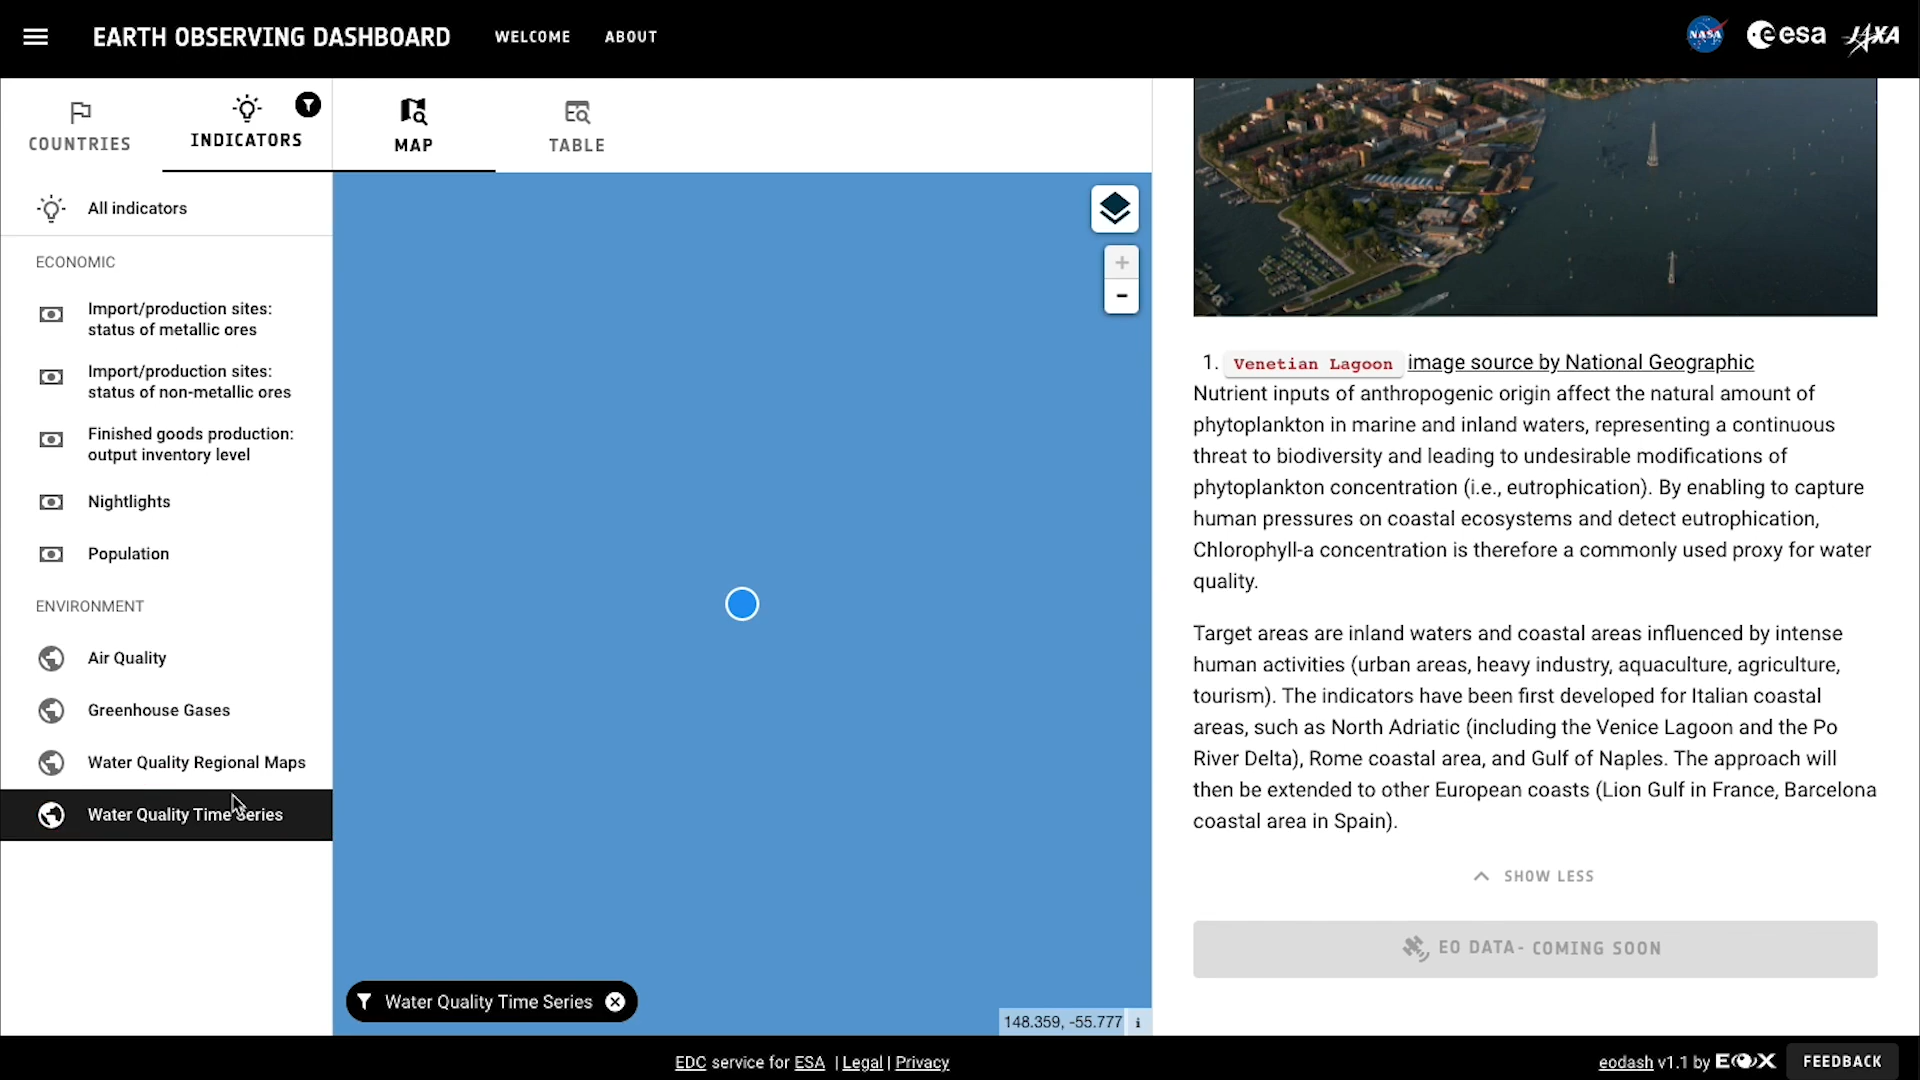 EARTH OBSERVING DASHBOARD
WELCOME
ABOUT
NASA
esa
JAXA
COUNTRIES
INDICATORS
MAP
TABLE
All indicators
ECONOMIC
Import/production sites:
status of metallic ores
Import/production sites:
status of non-metallic ores
Finished goods production:
output inventory level
Nightlights
Population
ENVIRONMENT
Air Quality
Greenhouse Gases
Water Quality Regional Maps
Water Quality Time Series
+
-
Water Quality Time Series
148.359, -55.777 i
1. Venetian Lagoon image source by National Geographic
Nutrient inputs of anthropogenic origin affect the natural amount of
phytoplankton in marine and inland waters, representing a continuous
threat to biodiversity and leading to undesirable modifications of
phytoplankton concentration (i.e., eutrophication). By enabling to capture
human pressures on coastal ecosystems and detect eutrophication,
Chlorophyll-a concentration is therefore a commonly used proxy for water
quality.
Target areas are inland waters and coastal areas influenced by intense
human activities (urban areas, heavy industry, aquaculture, agriculture,
tourism). The indicators have been first developed for Italian coastal
areas, such as North Adriatic (including the Venice Lagoon and the Po
River Delta), Rome coastal area, and Gulf of Naples. The approach will
then be extended to other European coasts (Lion Gulf in France, Barcelona
coastal area in Spain).
SHOW LESS
EO DATA- COMING SOON
EDC service for ESA | Legal | Privacy
eodash v1.1 by EOX
FEEDBACK